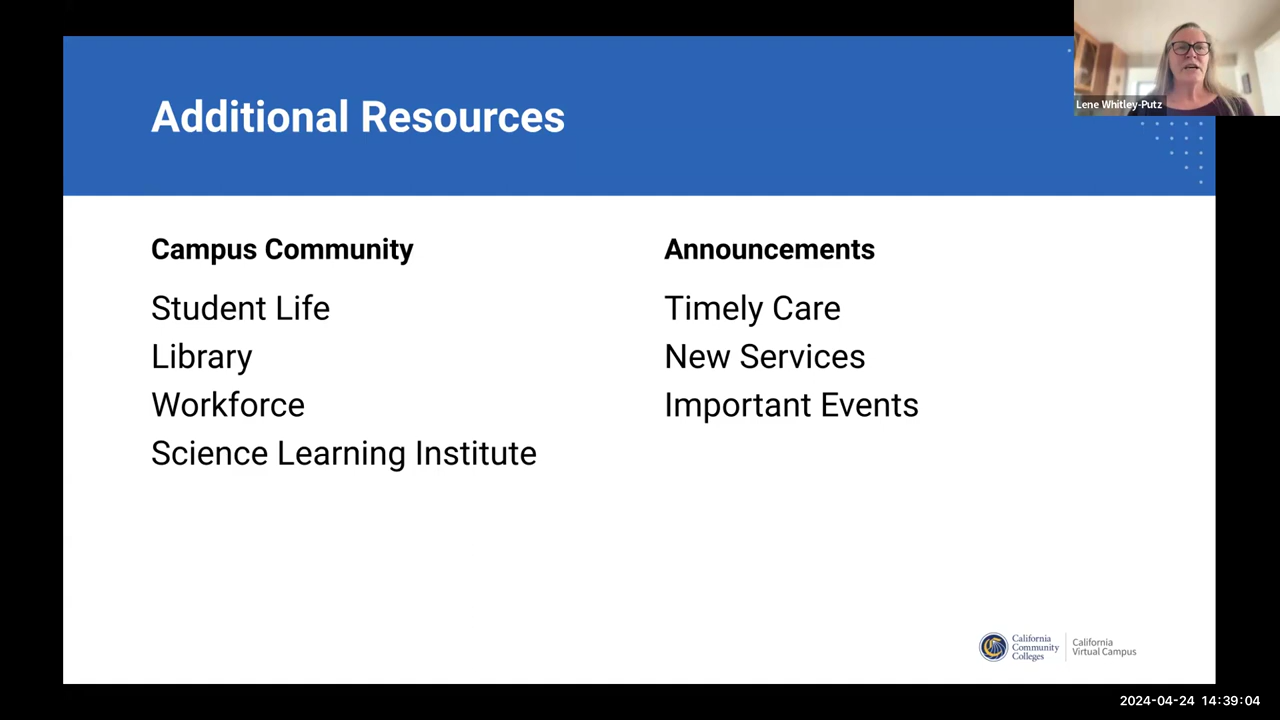 Additional Resources
Lene Whitley-Putz
Campus Community
Student Life
Library
Workforce
Science Learning Institute
Announcements
Timely Care
New Services
Important Events
California
Community
Colleges
California
Virtual Campus
2024-04-24 14:39:04